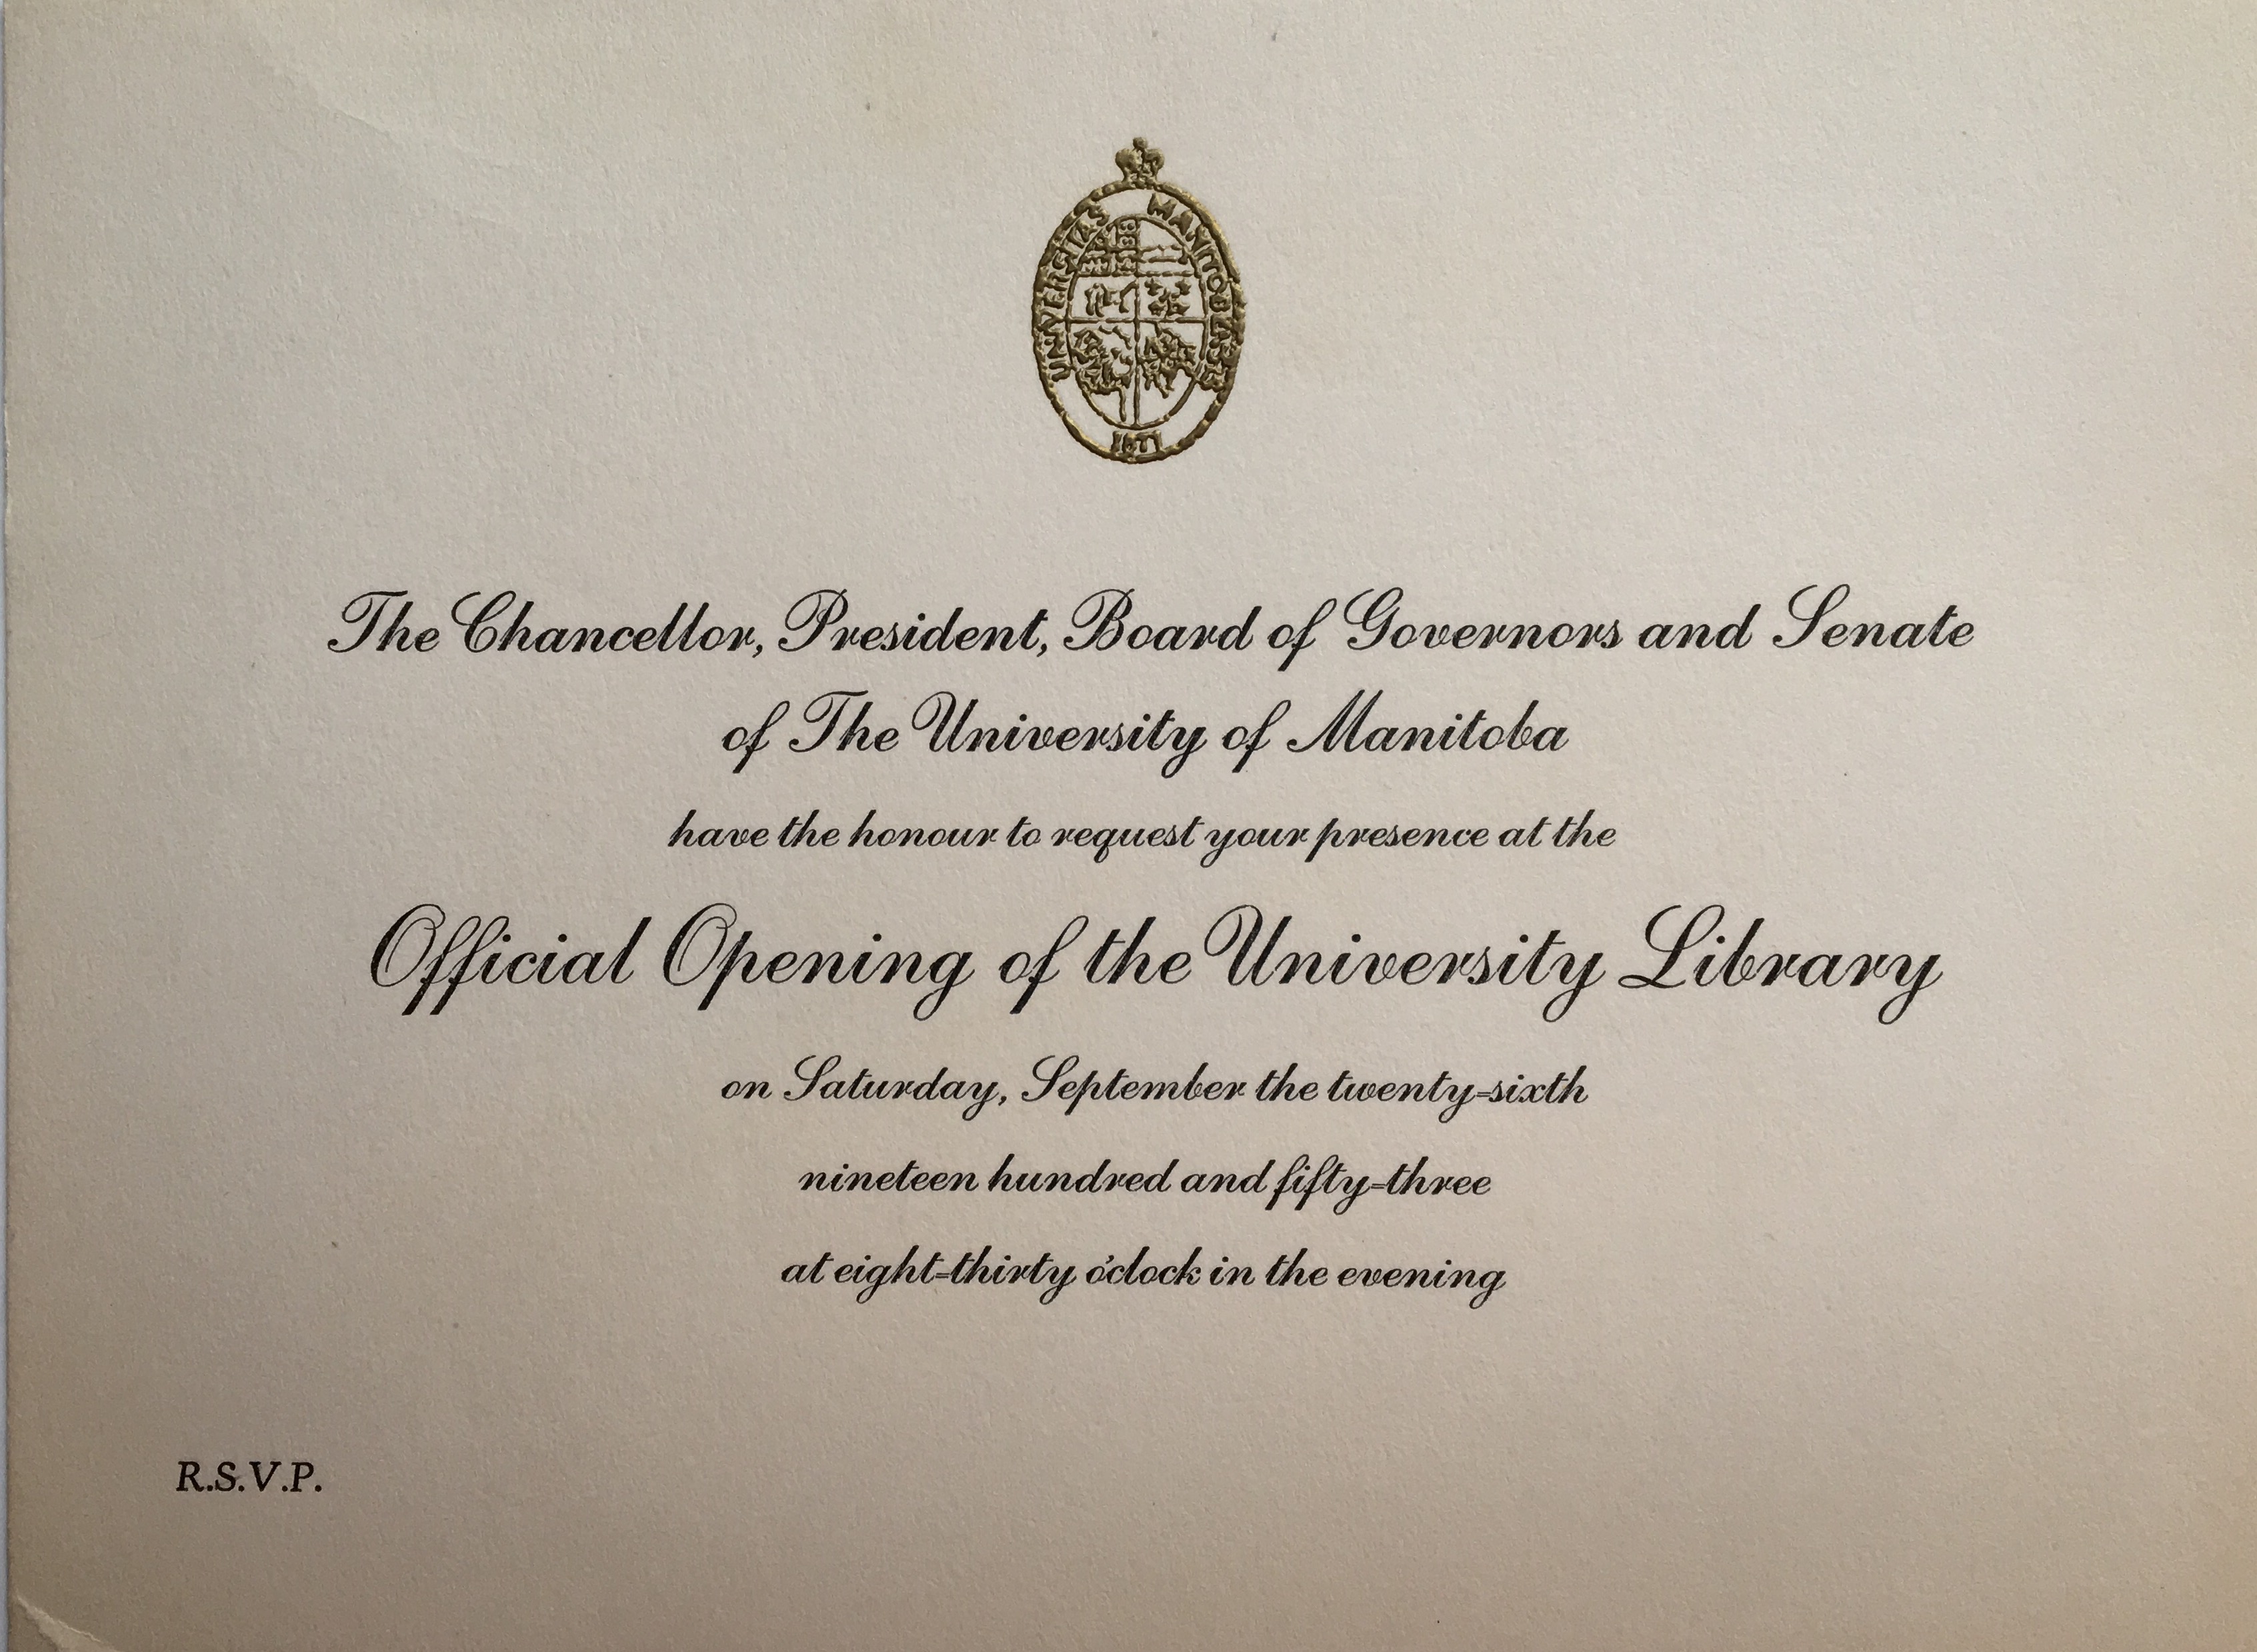 UNIVERSITAS MANITOBENSIS
1877
The Chancellor, President, Board of Governors and Senate
of The University of Manitoba
have the honour to request your presence at the
Official Opening of the University Library
on Saturday, September the twenty-sixth
nineteen hundred and fifty-three
at eight-thirty o'clock in the evening
R.S.V.P.